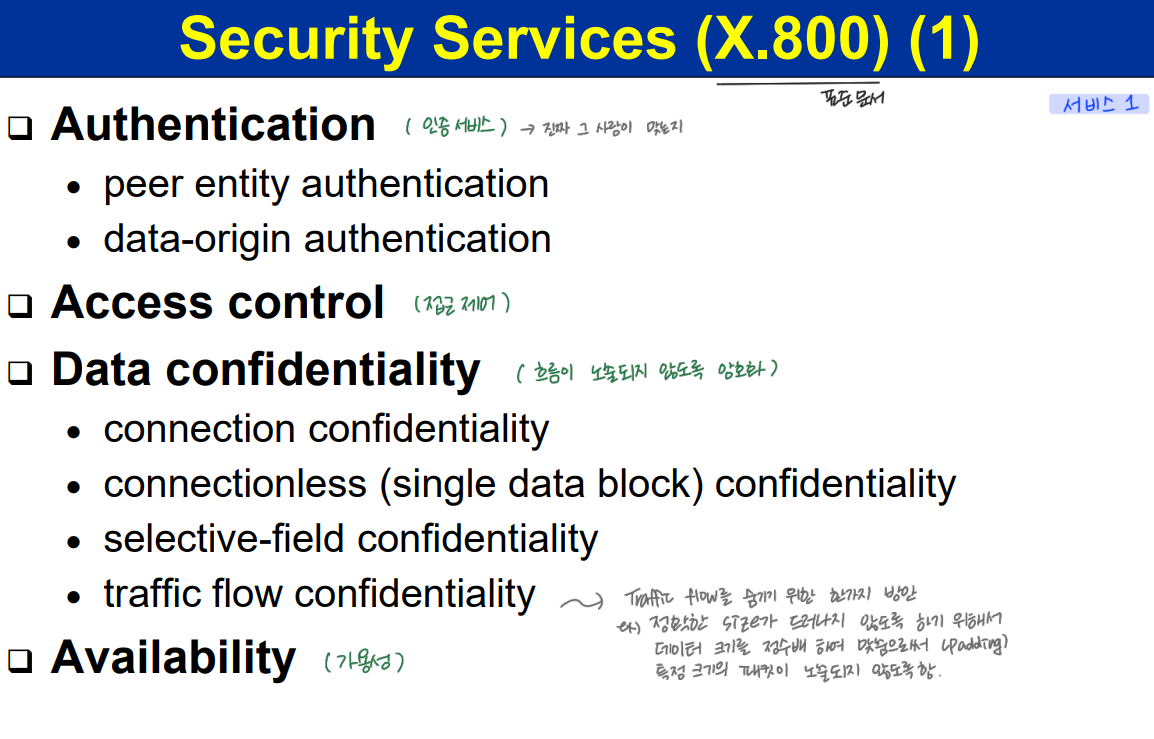 Security Services (X.800) (1)
표준문서
서비스 1
❑ Authentication (인증 서비스) → 진짜 그 사람이 맞는지
• peer entity authentication
• data-origin authentication
❑ Access control (접근 제어)
❑ Data confidentiality (흐름이 노출되지 않도록 암호화)
• connection confidentiality
• connectionless (single data block) confidentiality
• selective-field confidentiality
• traffic flow confidentiality → Traffic flow를 숨기기 위한 한가지 방안
ex) 정확한 size가 드러나지 않도록 하기 위해서
데이터 크기를 정수배 하여 맞춤으로써 (padding)
특정 크기의 패킷이 노출되지 않도록 함.
❑ Availability (가용성)